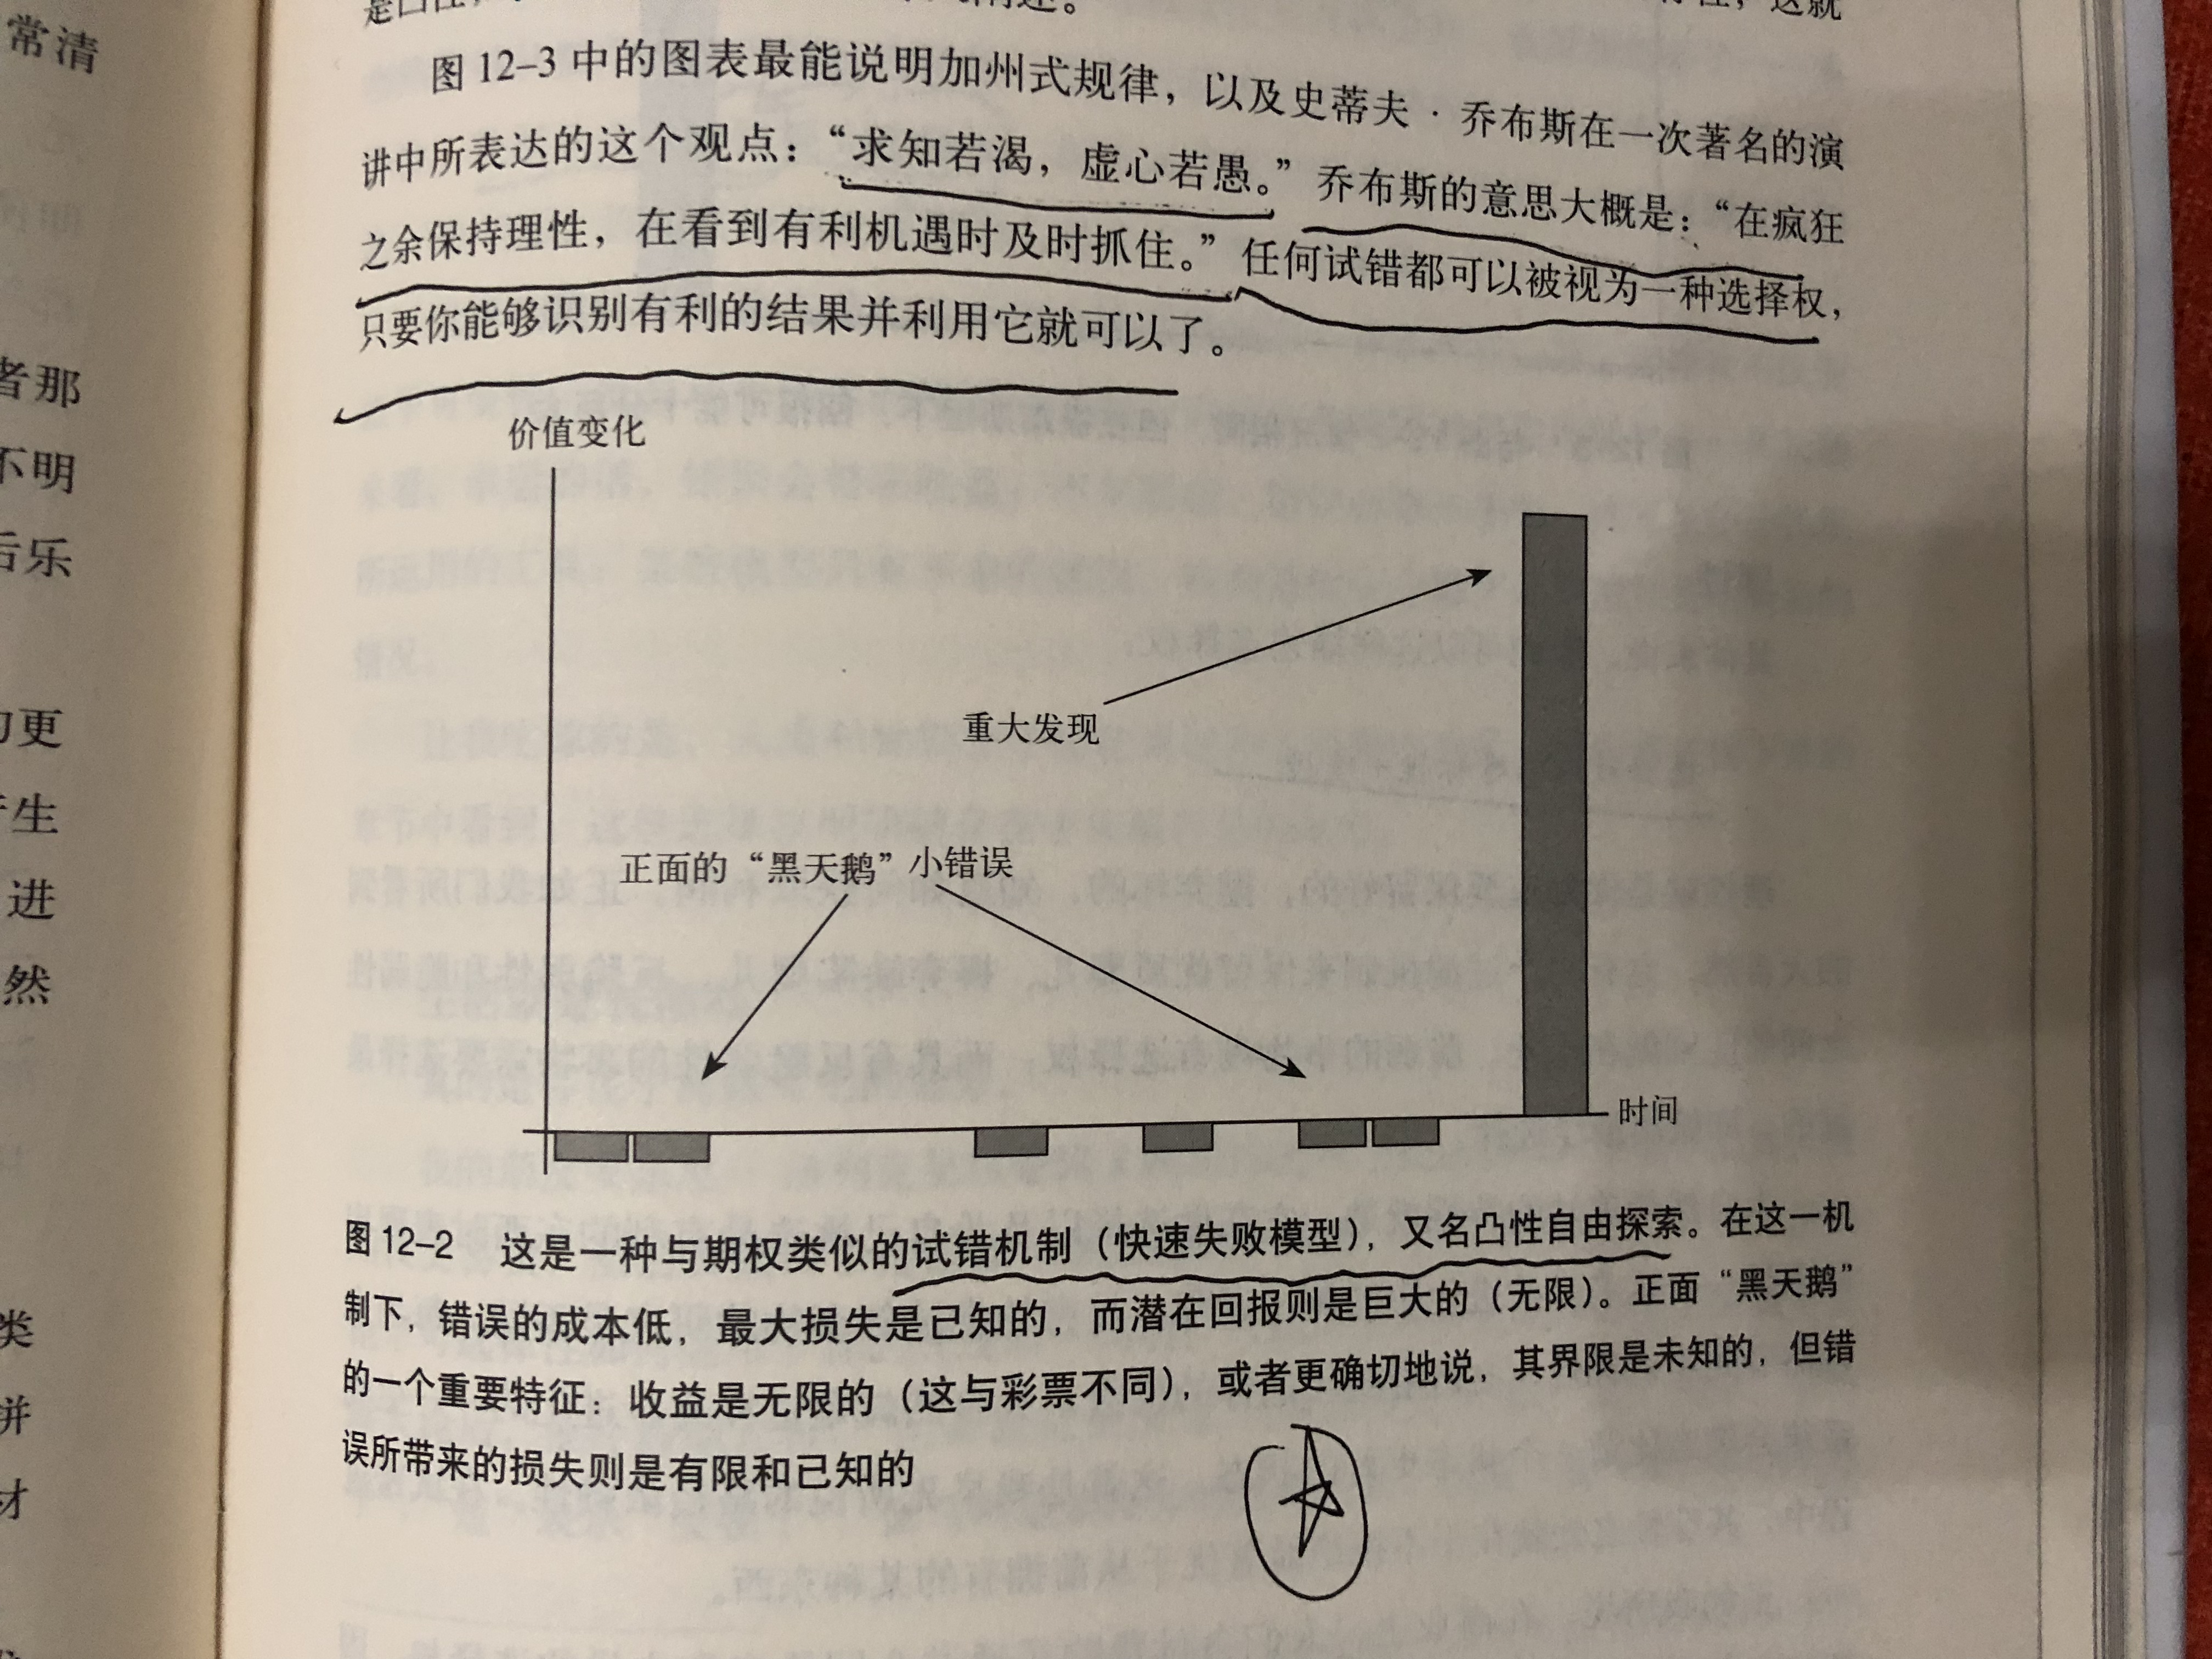 常清
者那
不明
后乐
更
生
进
然
类
并
材
图 12–3 中的图表最能说明加州式规律，以及史蒂夫·乔布斯在一次著名的演
讲中所表达的这个观点：“求知若渴，虚心若愚。”乔布斯的意思大概是：“在疯狂
之余保持理性，在看到有利机遇时及时抓住。”任何试错都可以被视为一种选择权，
只要你能够识别有利的结果并利用它就可以了。
价值变化
重大发现
正面的“黑天鹅”小错误
时间
图 12–2 这是一种与期权类似的试错机制（快速失败模型），又名凸性自由探索。在这一机
制下，错误的成本低，最大损失是已知的，而潜在回报则是巨大的（无限）。正面“黑天鹅”
的一个重要特征：收益是无限的（这与彩票不同），或者更确切地说，其界限是未知的，但错
误所带来的损失则是有限和已知的